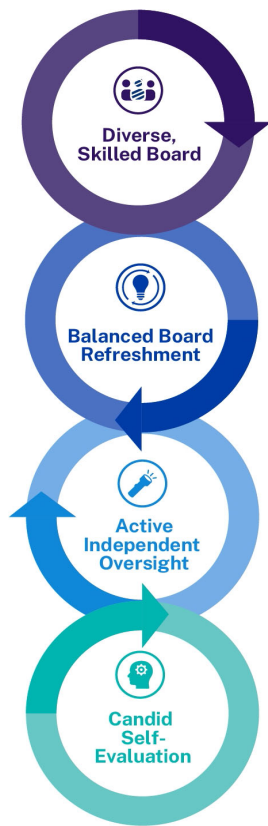 Diverse,
Skilled Board
Balanced Board
Refreshment
Active
Independent
Oversight
Candid
Self-
Evaluation